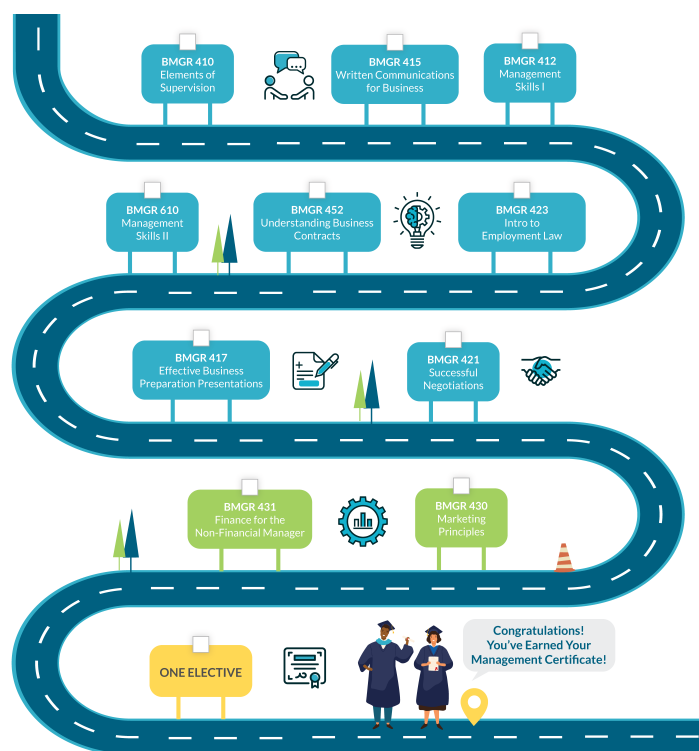 BMGR 410
Elements of
Supervision
BMGR 415
Written Communications
for Business
BMGR 412
Management
Skills I
BMGR 610
Management
Skills II
BMGR 452
Understanding Business
Contracts
BMGR 423
Intro to
Employment Law
BMGR 417
Effective Business
Preparation Presentations
BMGR 421
Successful
Negotiations
BMGR 431
Finance for the
Non-Financial Manager
BMGR 430
Marketing
Principles
ONE ELECTIVE
Congratulations!
You've Earned Your
Management Certificate!